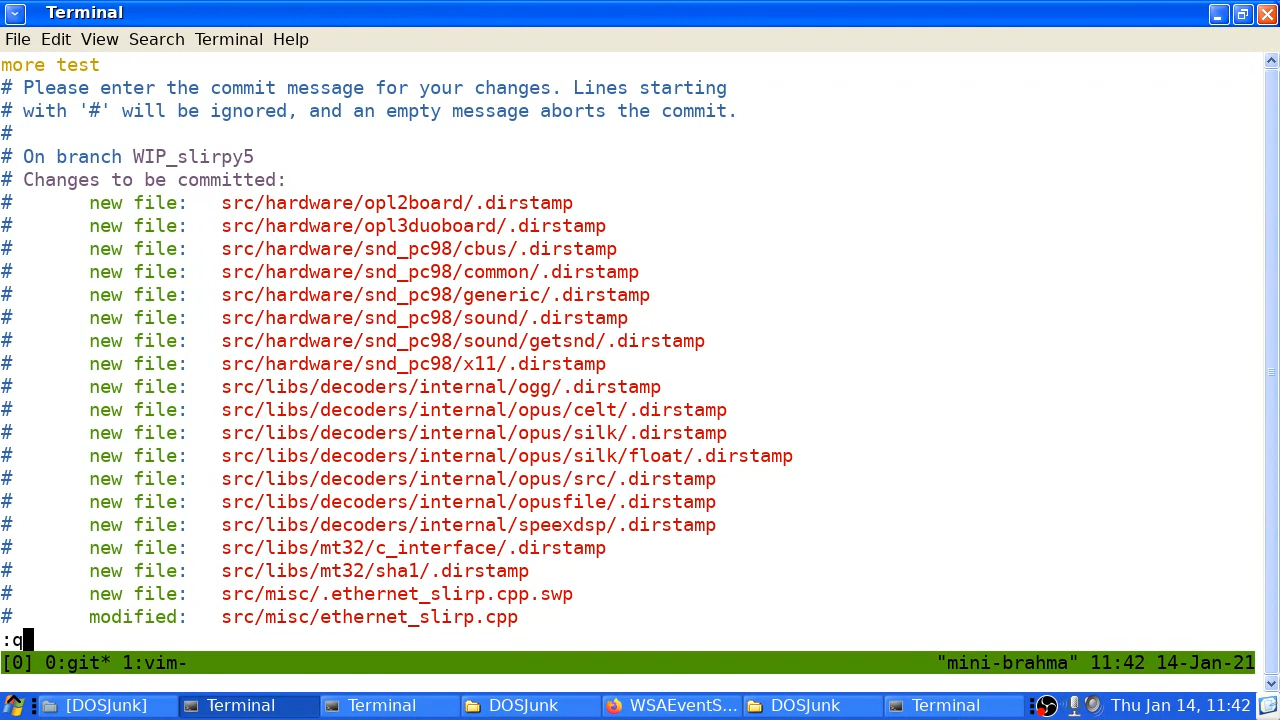 Terminal
File Edit View Search Terminal Help
more test
# Please enter the commit message for your changes. Lines starting
# with '#' will be ignored, and an empty message aborts the commit.
#
# On branch WIP_slirpy5
# Changes to be committed:
#       new file:   src/hardware/opl2board/.dirstamp
#       new file:   src/hardware/opl3duoboard/.dirstamp
#       new file:   src/hardware/snd_pc98/cbus/.dirstamp
#       new file:   src/hardware/snd_pc98/common/.dirstamp
#       new file:   src/hardware/snd_pc98/generic/.dirstamp
#       new file:   src/hardware/snd_pc98/sound/.dirstamp
#       new file:   src/hardware/snd_pc98/sound/getsnd/.dirstamp
#       new file:   src/hardware/snd_pc98/x11/.dirstamp
#       new file:   src/libs/decoders/internal/ogg/.dirstamp
#       new file:   src/libs/decoders/internal/opus/celt/.dirstamp
#       new file:   src/libs/decoders/internal/opus/silk/.dirstamp
#       new file:   src/libs/decoders/internal/opus/silk/float/.dirstamp
#       new file:   src/libs/decoders/internal/opus/src/.dirstamp
#       new file:   src/libs/decoders/internal/opusfile/.dirstamp
#       new file:   src/libs/decoders/internal/speexdsp/.dirstamp
#       new file:   src/libs/mt32/c_interface/.dirstamp
#       new file:   src/libs/mt32/sha1/.dirstamp
#       new file:   src/misc/.ethernet_slirp.cpp.swp
#       modified:   src/misc/ethernet_slirp.cpp
:q
[0] 0:git* 1:vim- "mini-brahma" 11:42 14-Jan-21
[DOSJunk] Terminal Terminal DOSJunk WSAEventS... DOSJunk Terminal Thu Jan 14, 11:42